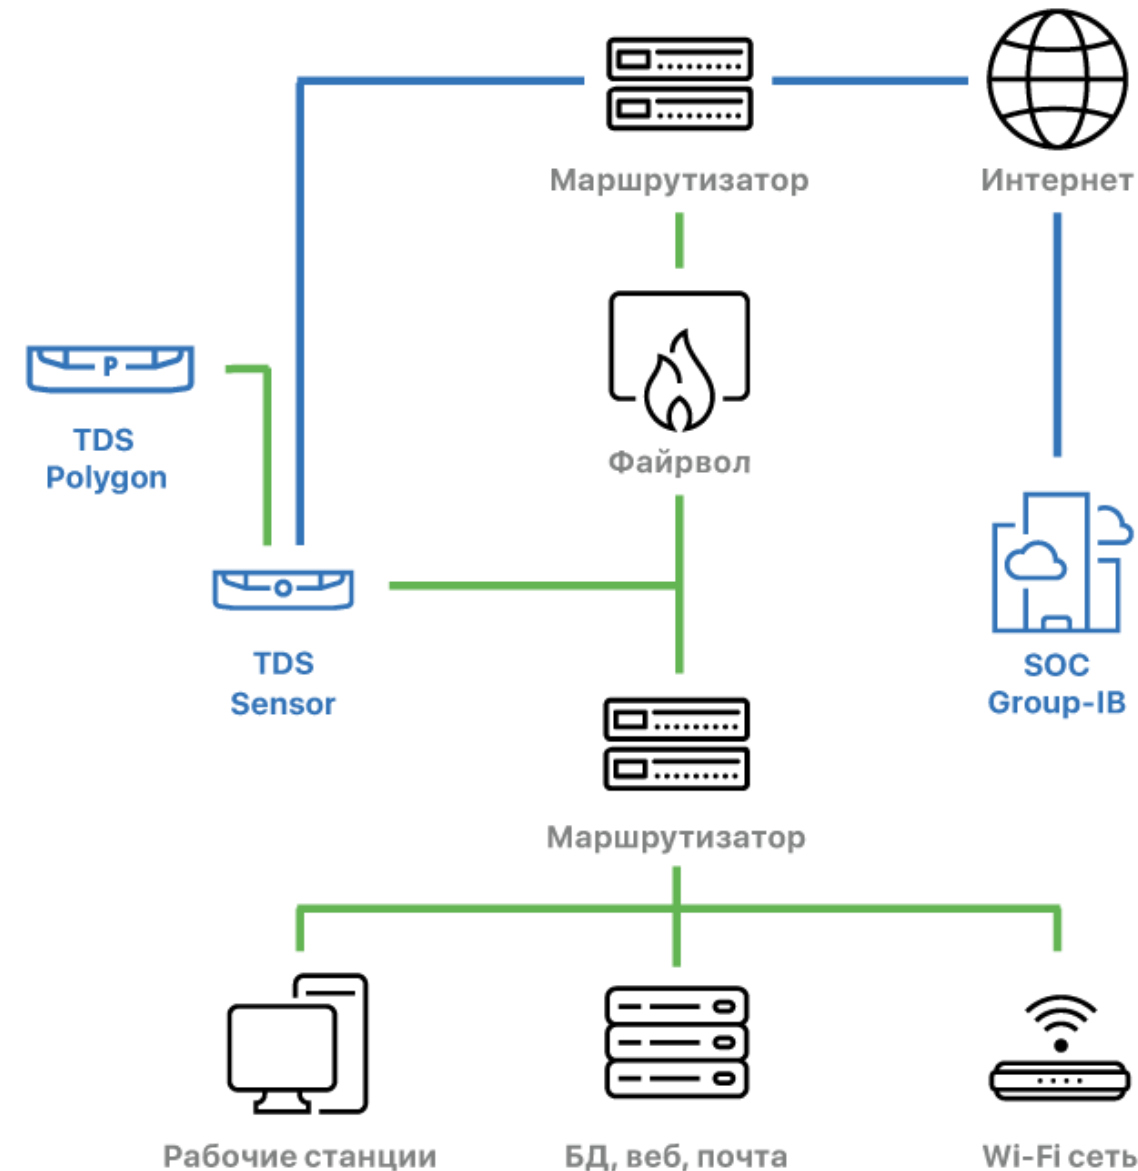 Маршрутизатор
Интернет
P
TDS
Polygon
Файрвол
TDS
Sensor
SOC
Group-IB
Маршрутизатор
Рабочие станции
БД, веб, почта
Wi-Fi сеть